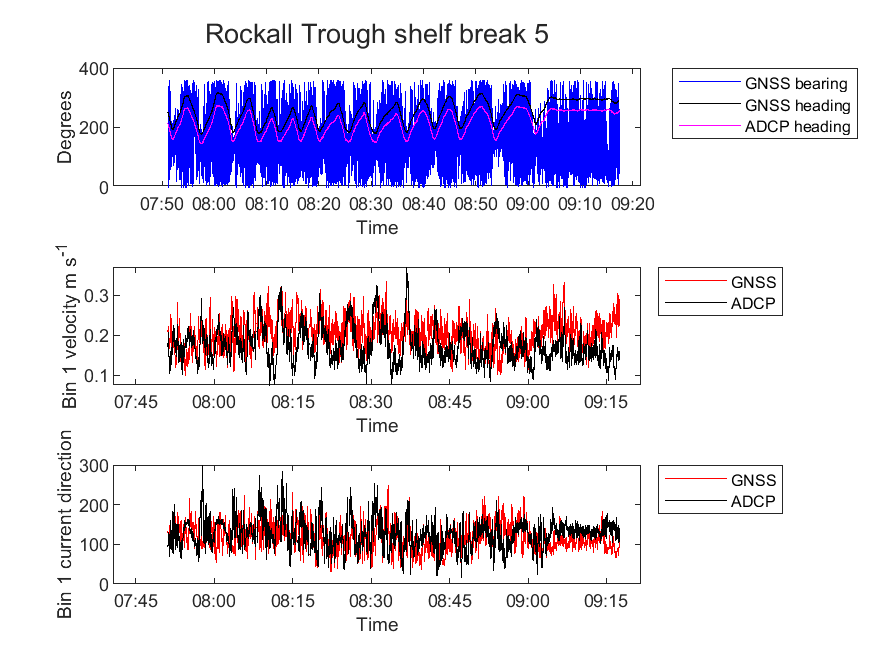 Rockall Trough shelf break 5
Degrees
400
200
0
07:50 08:00 08:10 08:20 08:30 08:40 08:50 09:00 09:10 09:20
Time
GNSS bearing
GNSS heading
ADCP heading
Bin 1 velocity m s-1
0.3
0.2
0.1
07:45 08:00 08:15 08:30 08:45 09:00 09:15
Time
GNSS
ADCP
Bin 1 current direction
300
200
100
0
07:45 08:00 08:15 08:30 08:45 09:00 09:15
Time
GNSS
ADCP